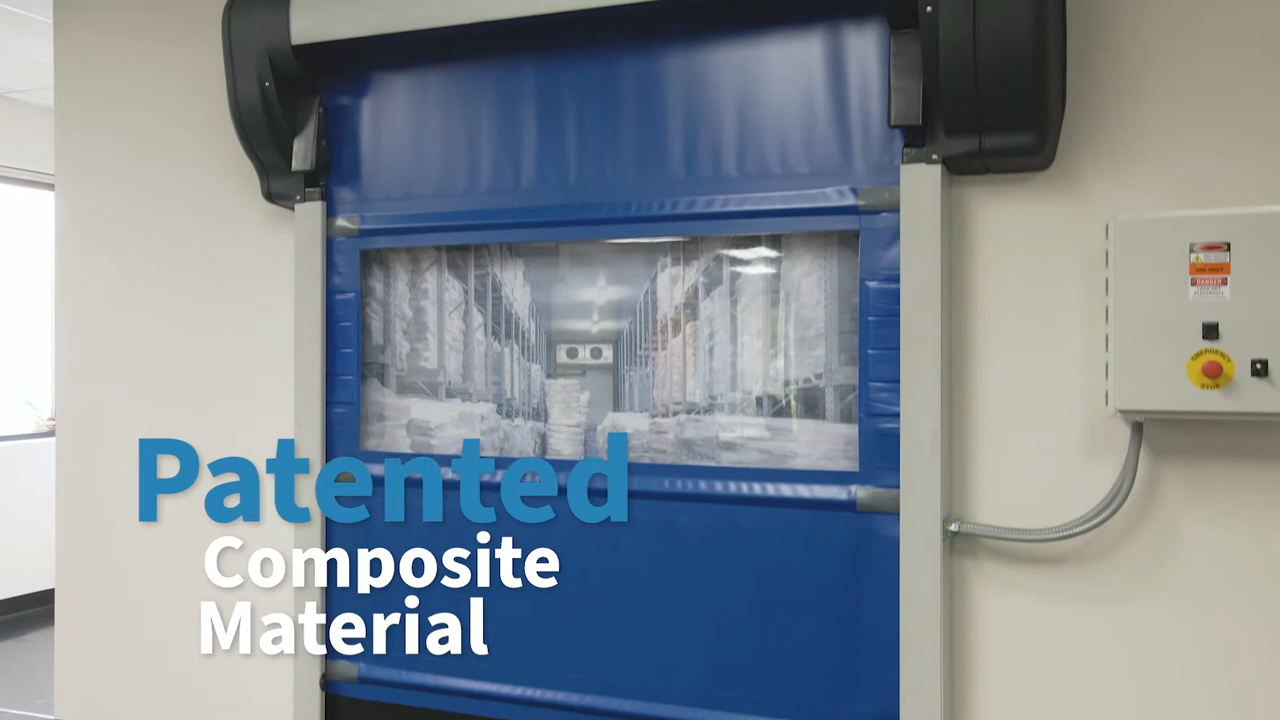 Patented
Composite
Material
DANGER
EMERGENCY
STOP